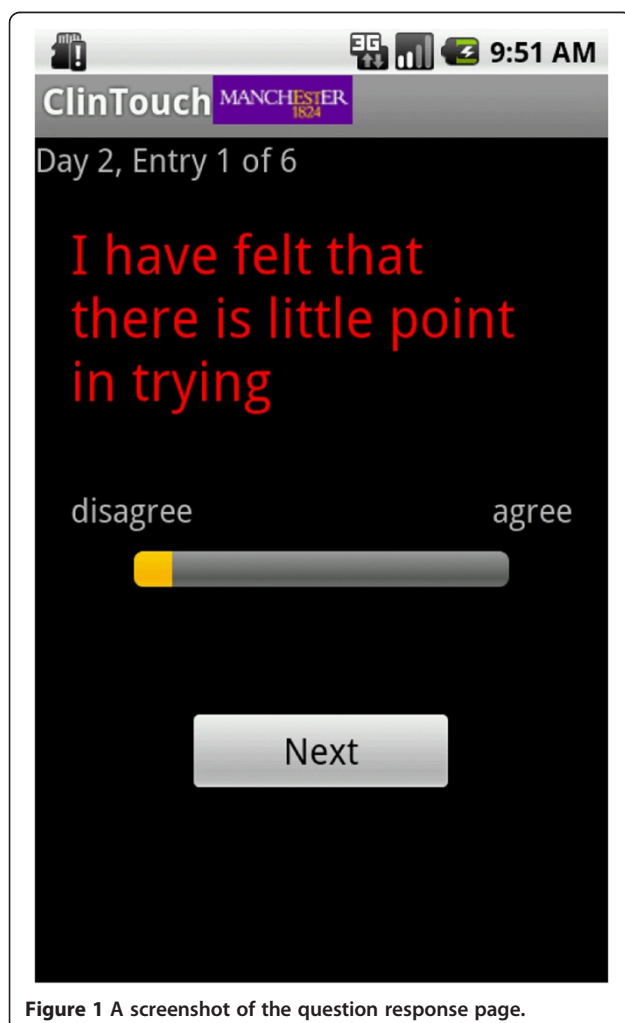 9:51 AM
ClinTouch MANCHESTER
1824
Day 2, Entry 1 of 6
I have felt that
there is little point
in trying
disagree agree
Next
Figure 1 A screenshot of the question response page.